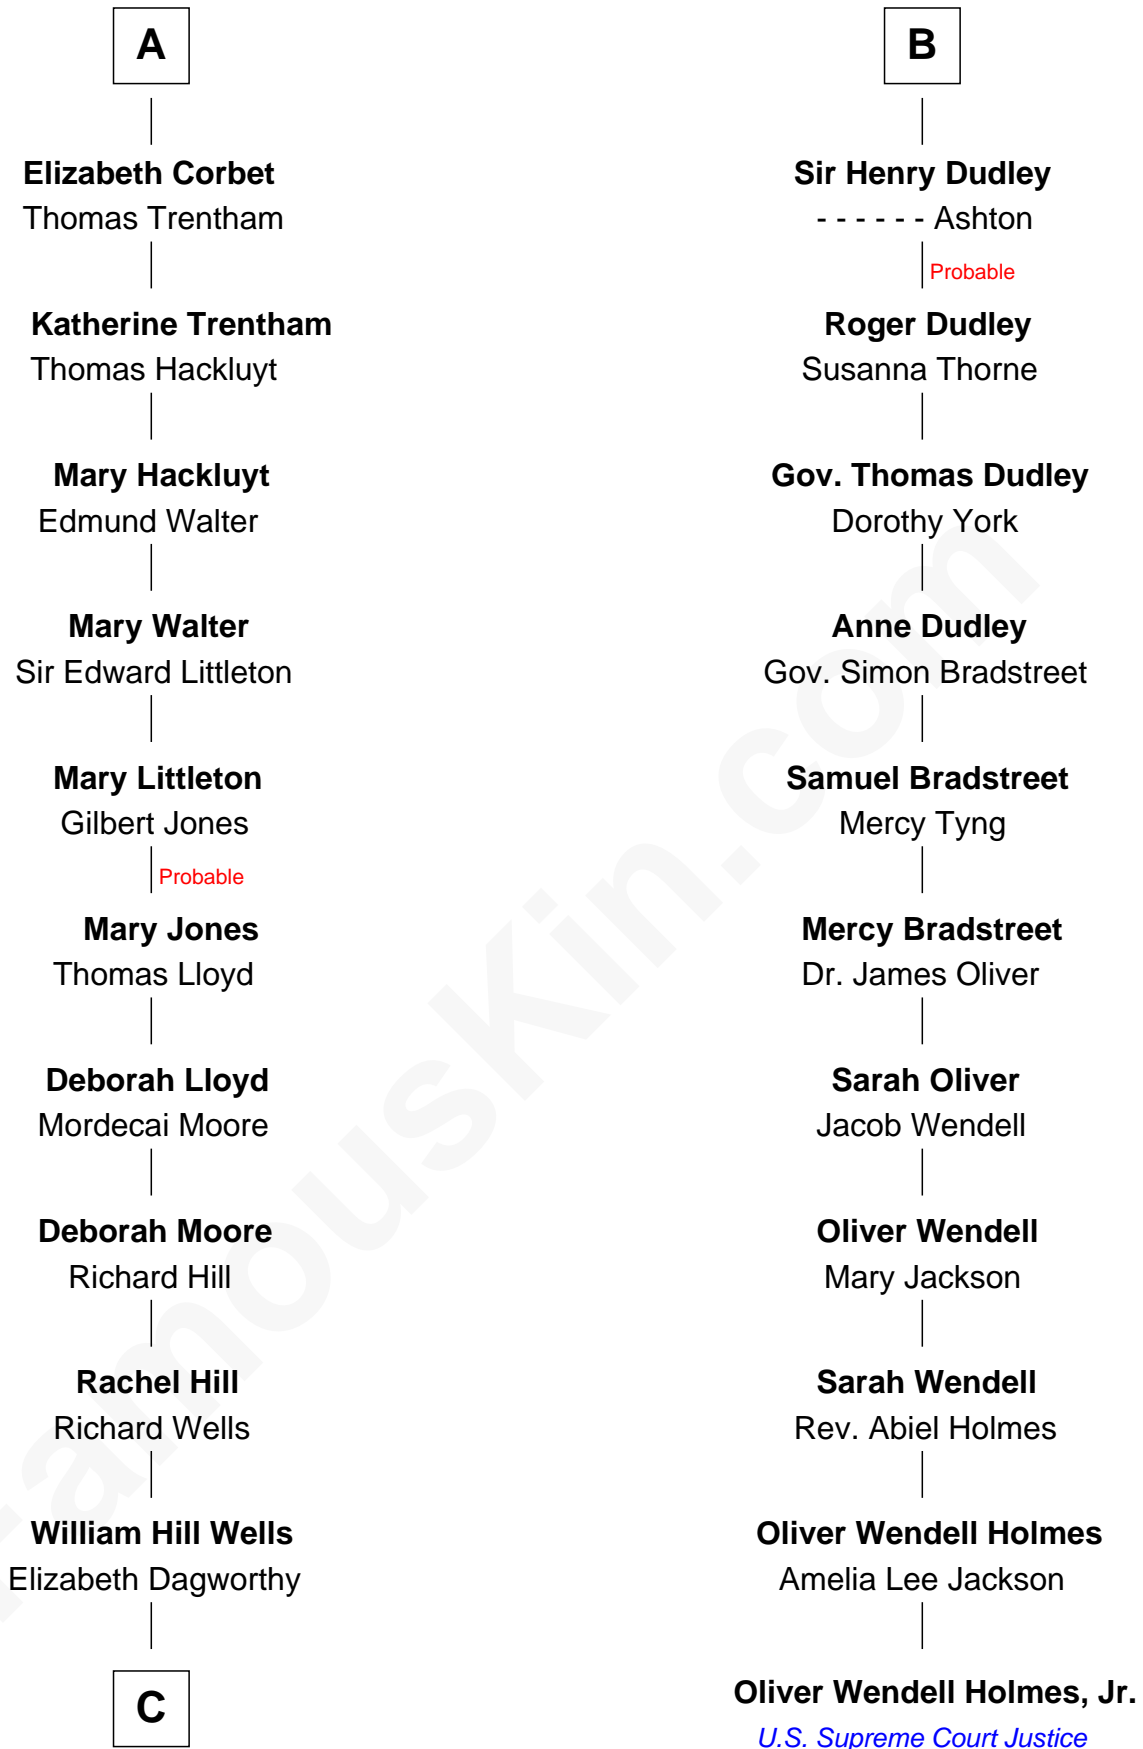 A
Elizabeth Corbet
Thomas Trentham
Katherine Trentham
Thomas Hackluyt
Mary Hackluyt
Edmund Walter
Mary Walter
Sir Edward Littleton
Mary Littleton
Gilbert Jones
Probable
Mary Jones
Thomas Lloyd
Deborah Lloyd
Mordecai Moore
Deborah Moore
Richard Hill
Rachel Hill
Richard Wells
William Hill Wells
Elizabeth Dagworthy
C
B
Sir Henry Dudley
- - - - - - Ashton
Probable
Roger Dudley
Susanna Thorne
Gov. Thomas Dudley
Dorothy York
Anne Dudley
Gov. Simon Bradstreet
Samuel Bradstreet
Mercy Tyng
Mercy Bradstreet
Dr. James Oliver
Sarah Oliver
Jacob Wendell
Oliver Wendell
Mary Jackson
Sarah Wendell
Rev. Abiel Holmes
Oliver Wendell Holmes
Amelia Lee Jackson
Oliver Wendell Holmes, Jr.
U.S. Supreme Court Justice
FamousKin.com